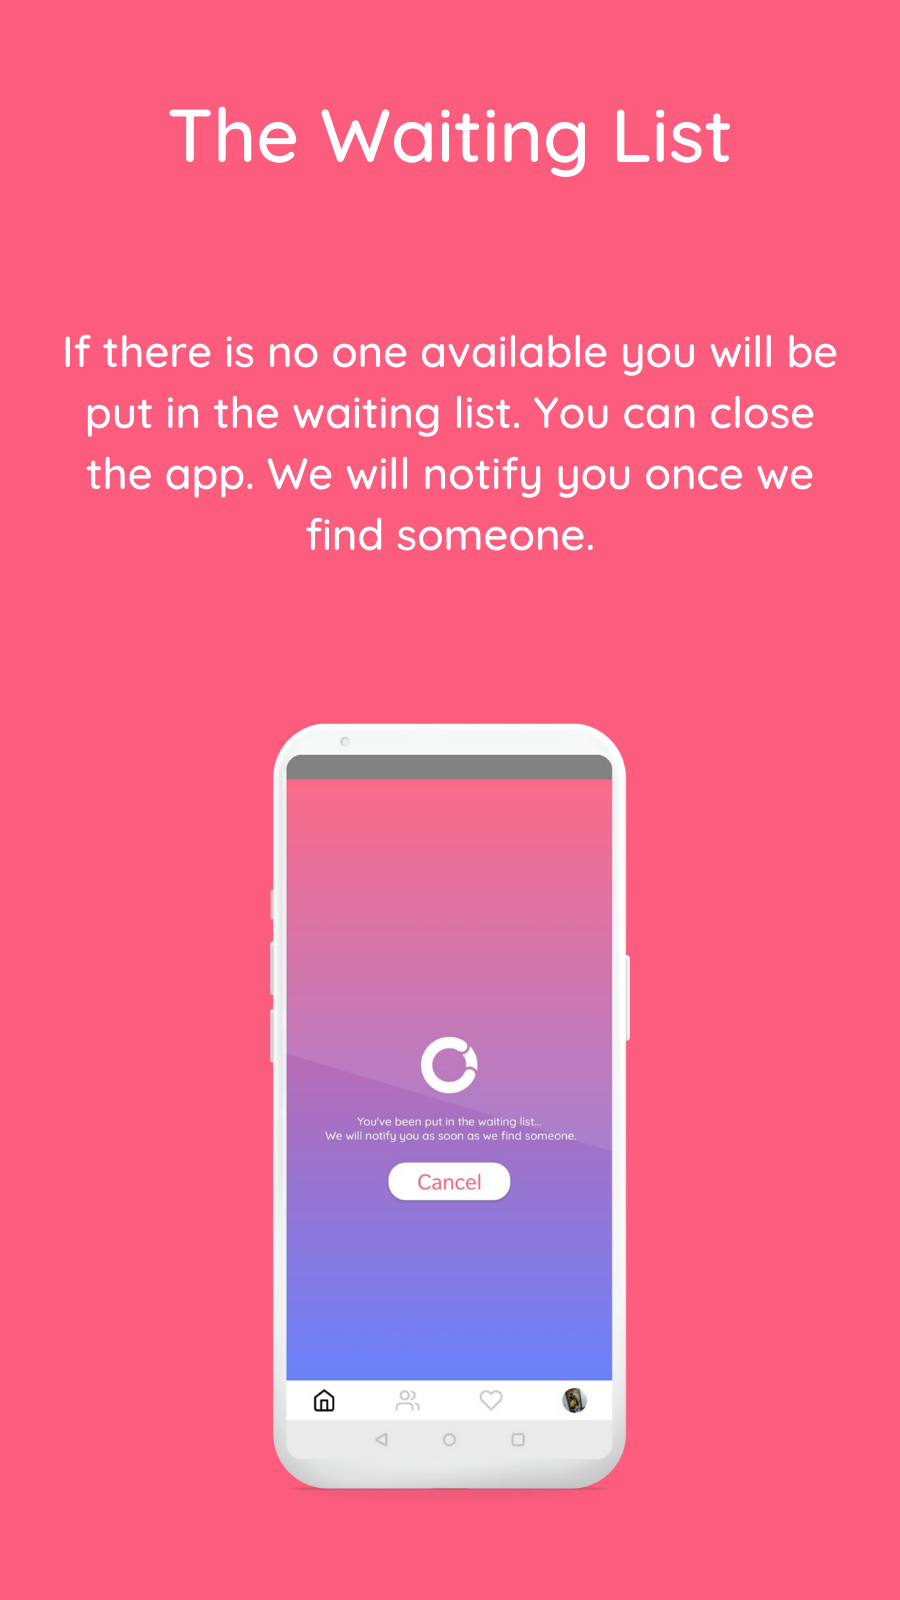 The Waiting List
If there is no one available you will be
put in the waiting list. You can close
the app. We will notify you once we
find someone.
You've been put in the waiting list...
We will notify you as soon as we find someone.
Cancel